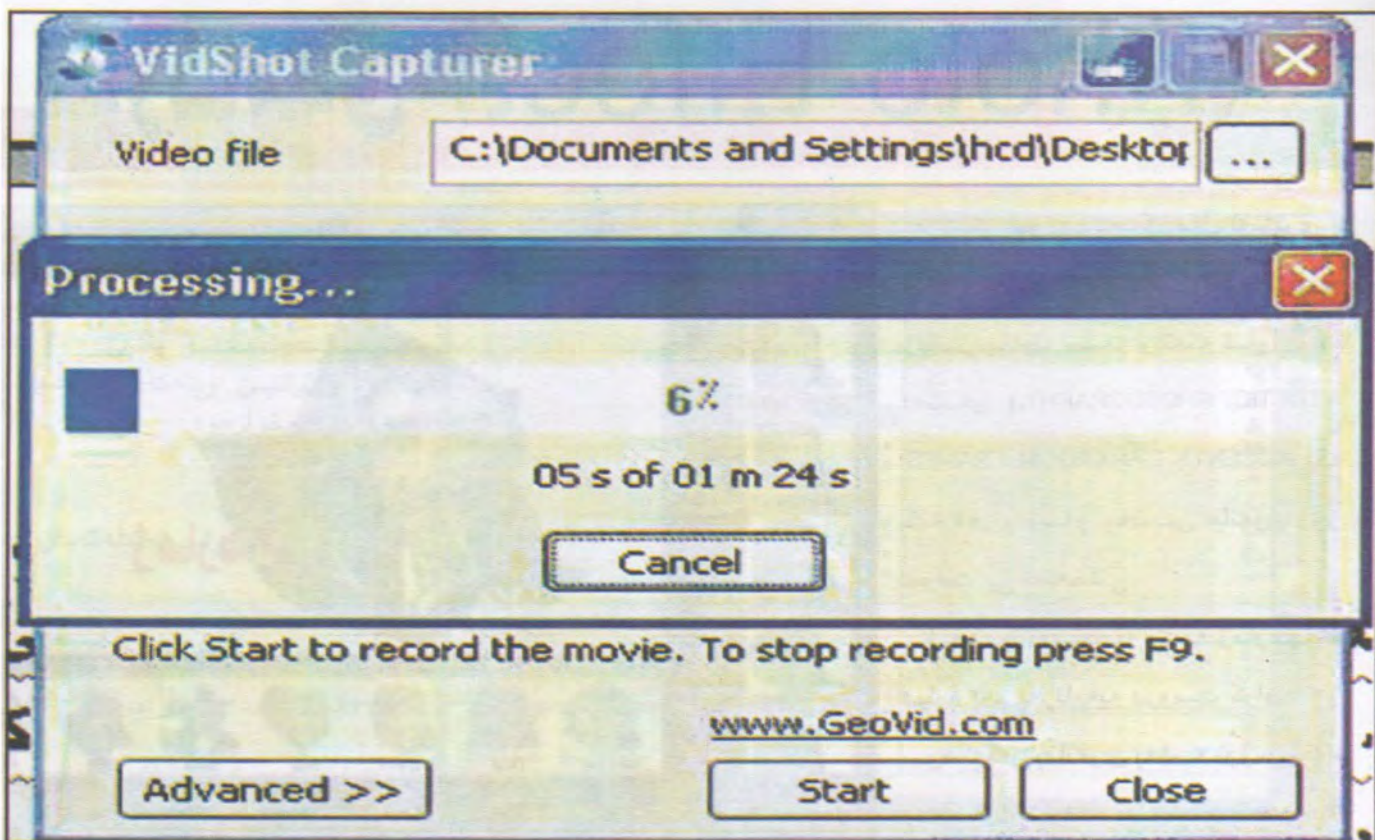 VidShot Capturer
Video file C:\Documents and Settings\hcd\Desktop ...
Processing...
6%
05 s of 01 m 24 s
Cancel
Click Start to record the movie. To stop recording press F9.
www.GeoVid.com
Advanced >> Start Close